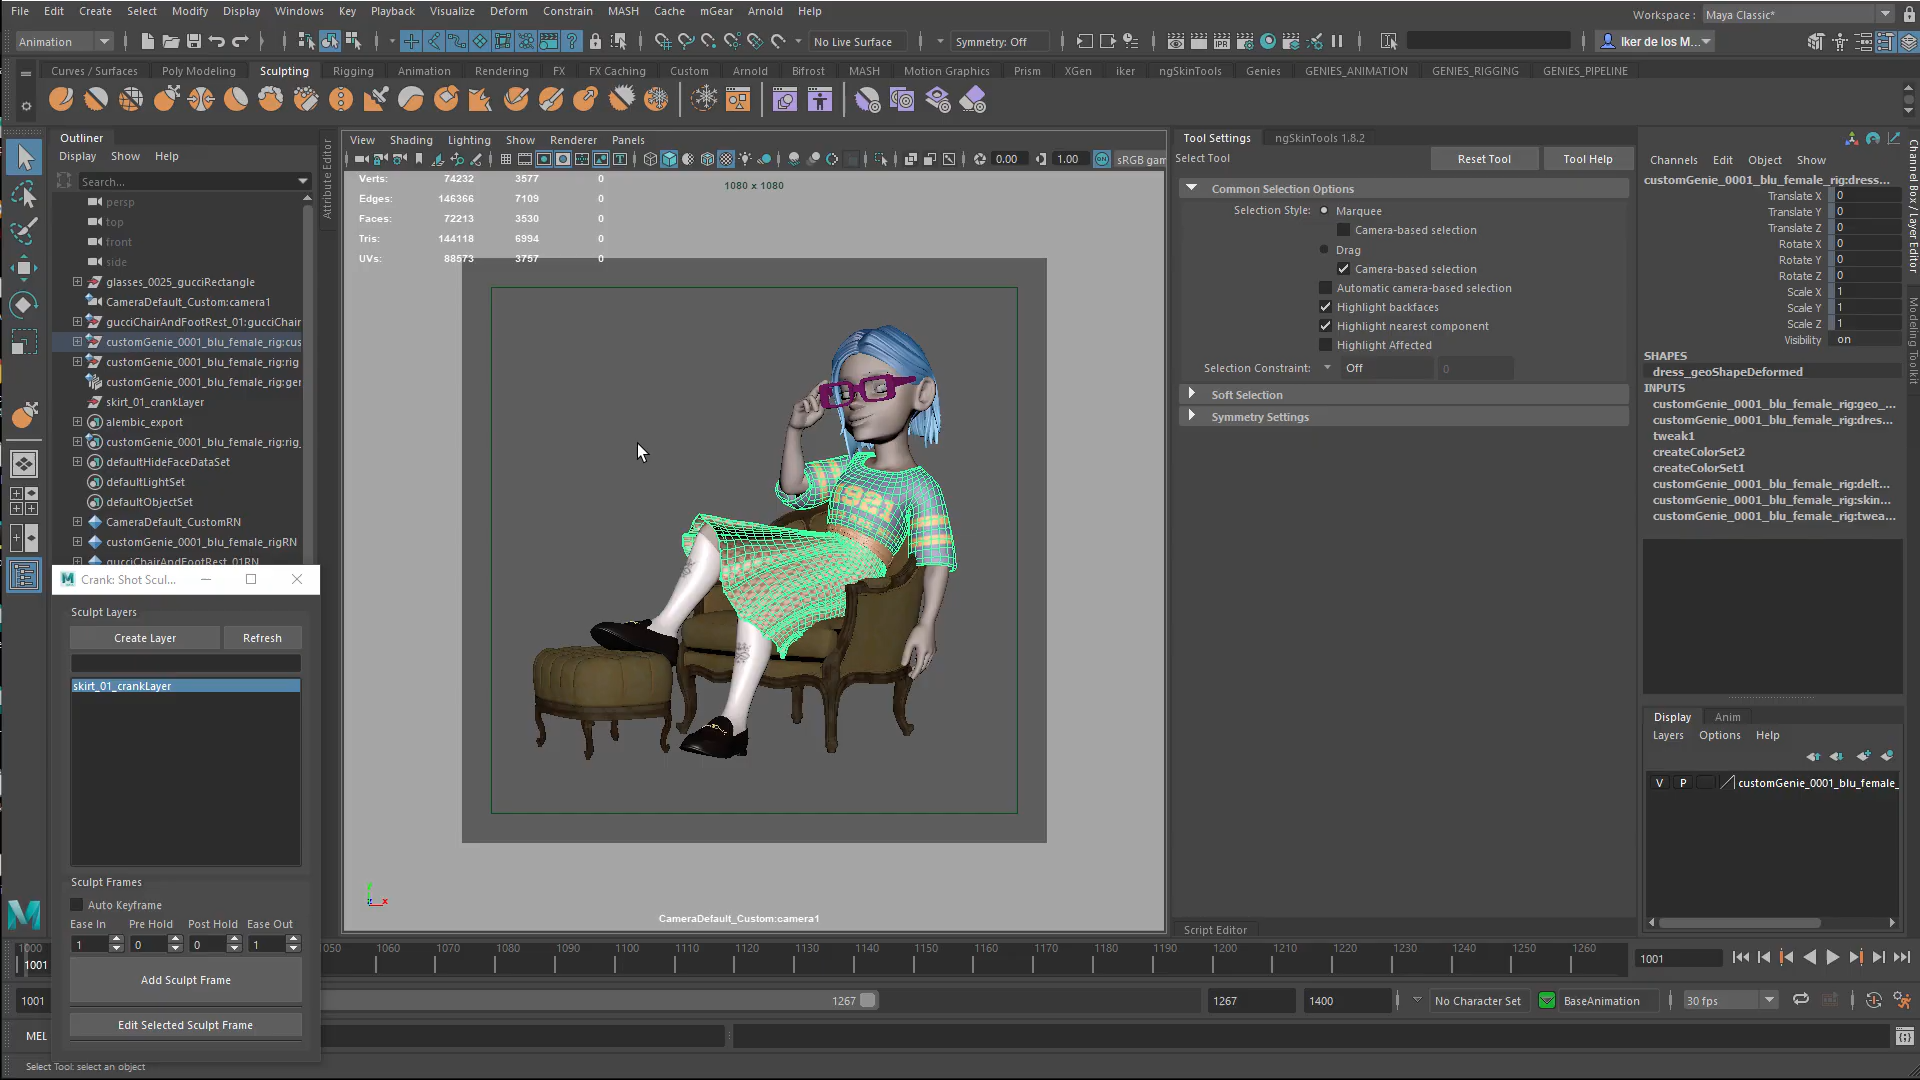 File Edit Create Select Modify Display Windows Key Playback Visualize Deform Constrain MASH Cache mGear Arnold Help
Workspace : Maya Classic*
Animation No Live Surface Symmetry: Off Iker de los M...
Curves / Surfaces Poly Modeling Sculpting Rigging Animation Rendering FX FX Caching Custom Arnold Bifrost MASH Motion Graphics Prism XGen iker ngSkinTools Genies GENIES_ANIMATION GENIES_RIGGING GENIES_PIPELINE
Outliner
Display Show Help
Search...
persp
top
front
side
glasses_0025_gucciRectangle
CameraDefault_Custom:camera1
gucciChairAndFootRest_01:gucciChair
customGenie_0001_blu_female_rig:cus
customGenie_0001_blu_female_rig:rig
customGenie_0001_blu_female_rig:ger
skirt_01_crankLayer
alembic_export
customGenie_0001_blu_female_rig:rig_
defaultHideFaceDataSet
defaultLightSet
defaultObjectSet
CameraDefault_CustomRN
customGenie_0001_blu_female_rigRN
gucciChairAndFootRest_01RN
Attribute Editor
Crank: Shot Scul...
Sculpt Layers
Create Layer Refresh
skirt_01_crankLayer
Sculpt Frames
Auto Keyframe
Ease In Pre Hold Post Hold Ease Out
1 0 0 1
Add Sculpt Frame
Edit Selected Sculpt Frame
View Shading Lighting Show Renderer Panels
0.00 1.00 sRGB gam
Verts: 74232 3577 0
Edges: 146366 7109 0
Faces: 72213 3530 0
Tris: 144118 6994 0
UVs: 88573 3757 0
1080 x 1080
1921
CameraDefault_Custom:camera1
Tool Settings ngSkinTools 1.8.2
Select Tool Reset Tool Tool Help
Common Selection Options
Selection Style: Marquee
Camera-based selection
Drag
Camera-based selection
Automatic camera-based selection
Highlight backfaces
Highlight nearest component
Highlight Affected
Selection Constraint: Off 0
Soft Selection
Symmetry Settings
Script Editor
Channels Edit Object Show
customGenie_0001_blu_female_rig:dress...
Translate X 0
Translate Y 0
Translate Z 0
Rotate X 0
Rotate Y 0
Rotate Z 0
Scale X 1
Scale Y 1
Scale Z 1
Visibility on
SHAPES
dress_geoShapeDeformed
INPUTS
customGenie_0001_blu_female_rig:geo_...
customGenie_0001_blu_female_rig:dres...
tweak1
createColorSet2
createColorSet1
customGenie_0001_blu_female_rig:delt...
customGenie_0001_blu_female_rig:skin...
customGenie_0001_blu_female_rig:twea...
Channel Box / Layer Editor
Modeling Toolkit
Display Anim
Layers Options Help
V P customGenie_0001_blu_female_
1000 050 1060 1070 1080 1090 1100 1110 1120 1130 1140 1150 1160 1170 1180 1190 1200 1210 1220 1230 1240 1250 1260
1001 1001
1001 1267 1267 1400 No Character Set BaseAnimation 30 fps
MEL
Select Tool: select an object